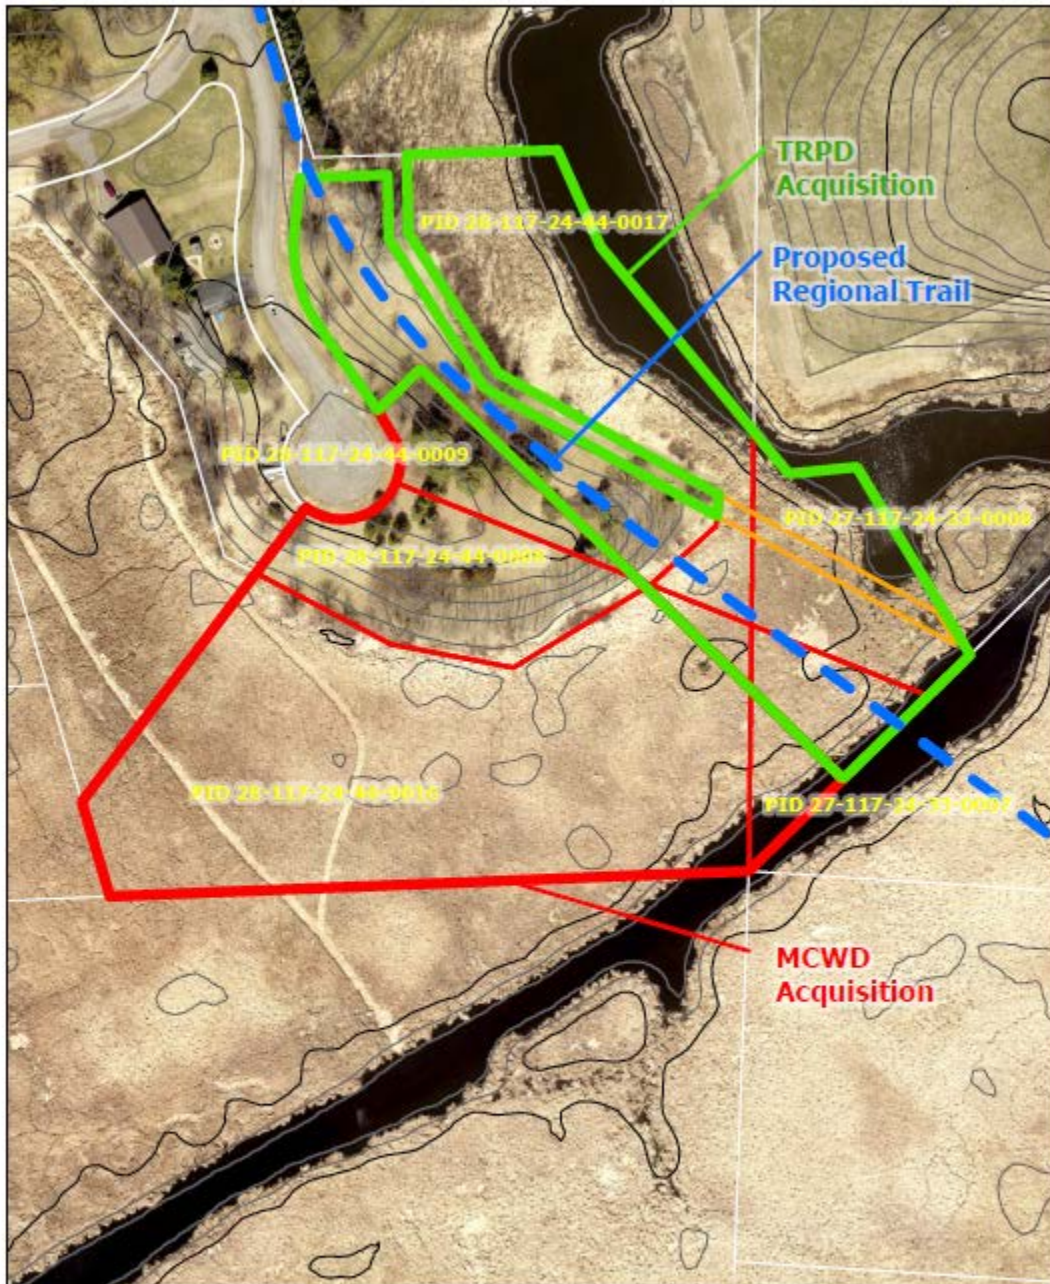 TRPD
Acquisition
PID 28-117-24-44-0017
Proposed
Regional Trail
PID 28-117-24-44-0009
PID 27-117-24-33-0008
PID 28-117-24-44-0008
PID 28-117-24-44-0016
PID 27-117-24-33-0007
MCWD
Acquisition